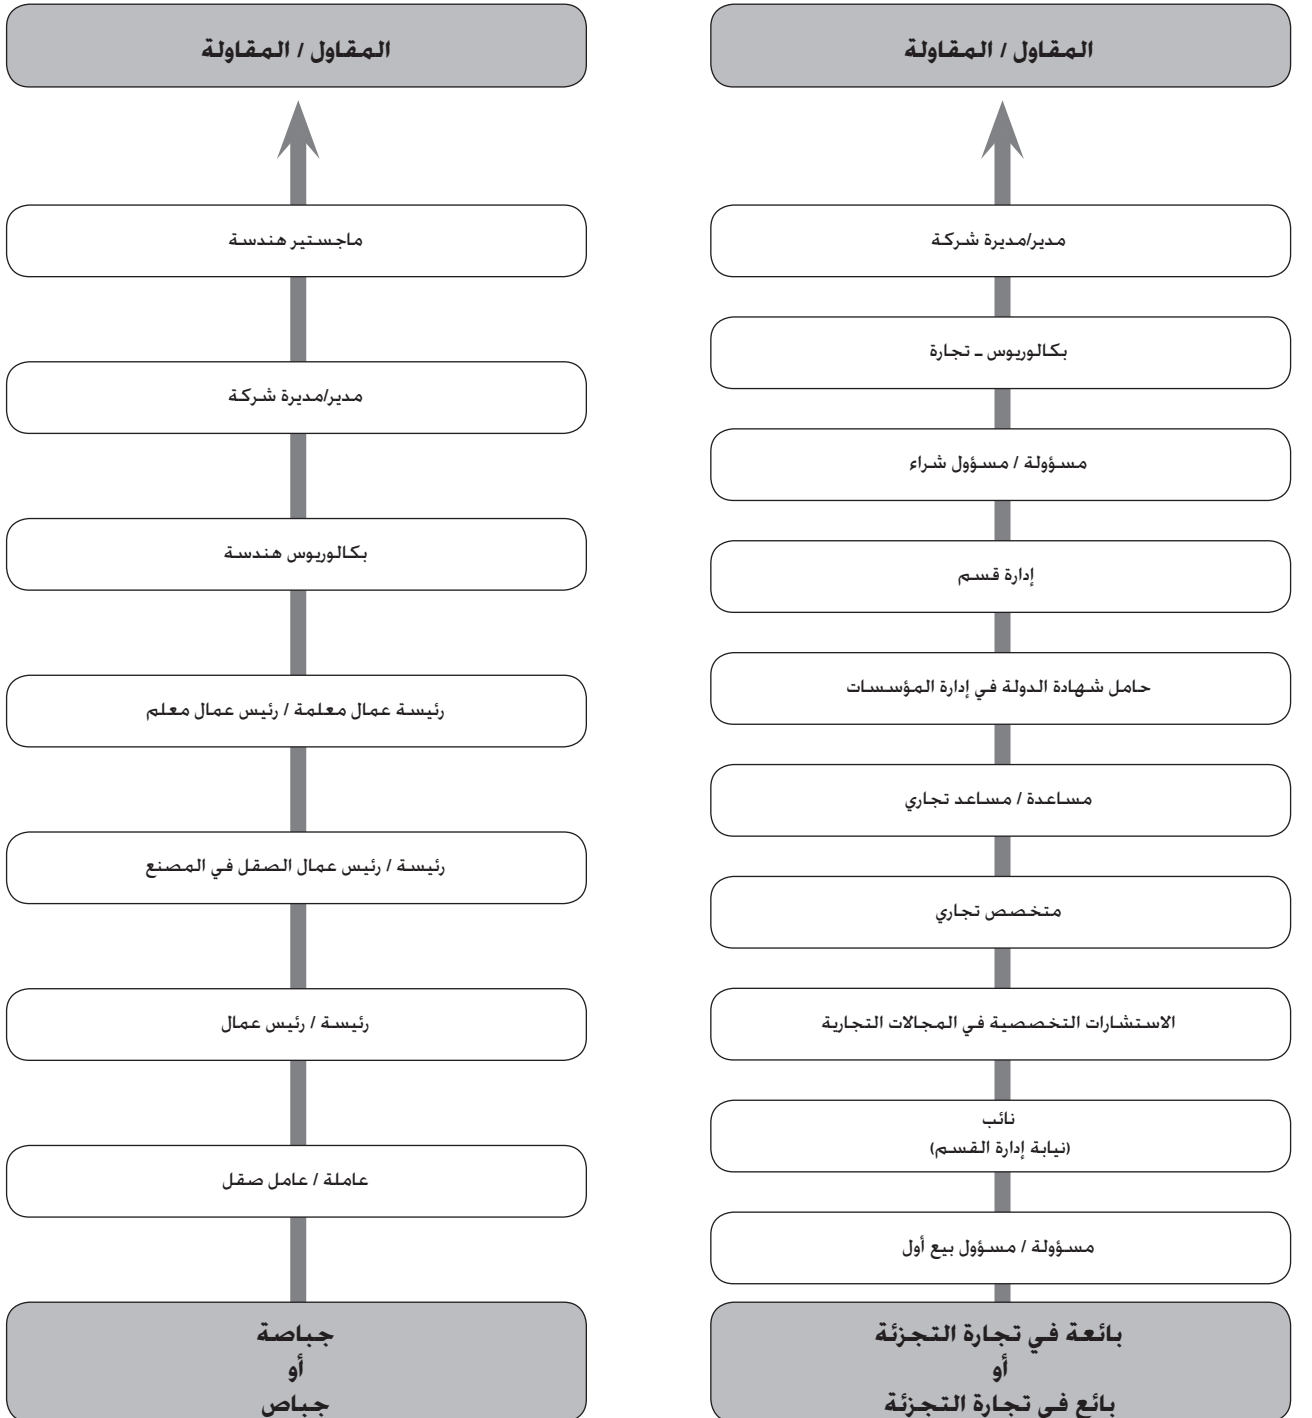 المقاول / المقاولة
مدير/مديرة شركة
بكالوريوس ـ تجارة
مسؤولة / مسؤول شراء
إدارة قسم
حامل شهادة الدولة في إدارة المؤسسات
مساعدة / مساعد تجاري
متخصص تجاري
الاستشارات التخصصية في المجالات التجارية
نائب
(نيابة إدارة القسم)
مسؤولة / مسؤول بيع أول
بائعة في تجارة التجزئة
أو
بائع في تجارة التجزئة
المقاول / المقاولة
ماجستير هندسة
مدير/مديرة شركة
بكالوريوس هندسة
رئيسة عمال معلمة / رئيس عمال معلم
رئيسة / رئيس عمال الصقل في المصنع
رئيسة / رئيس عمال
عاملة / عامل صقل
جباصة
أو
جباص